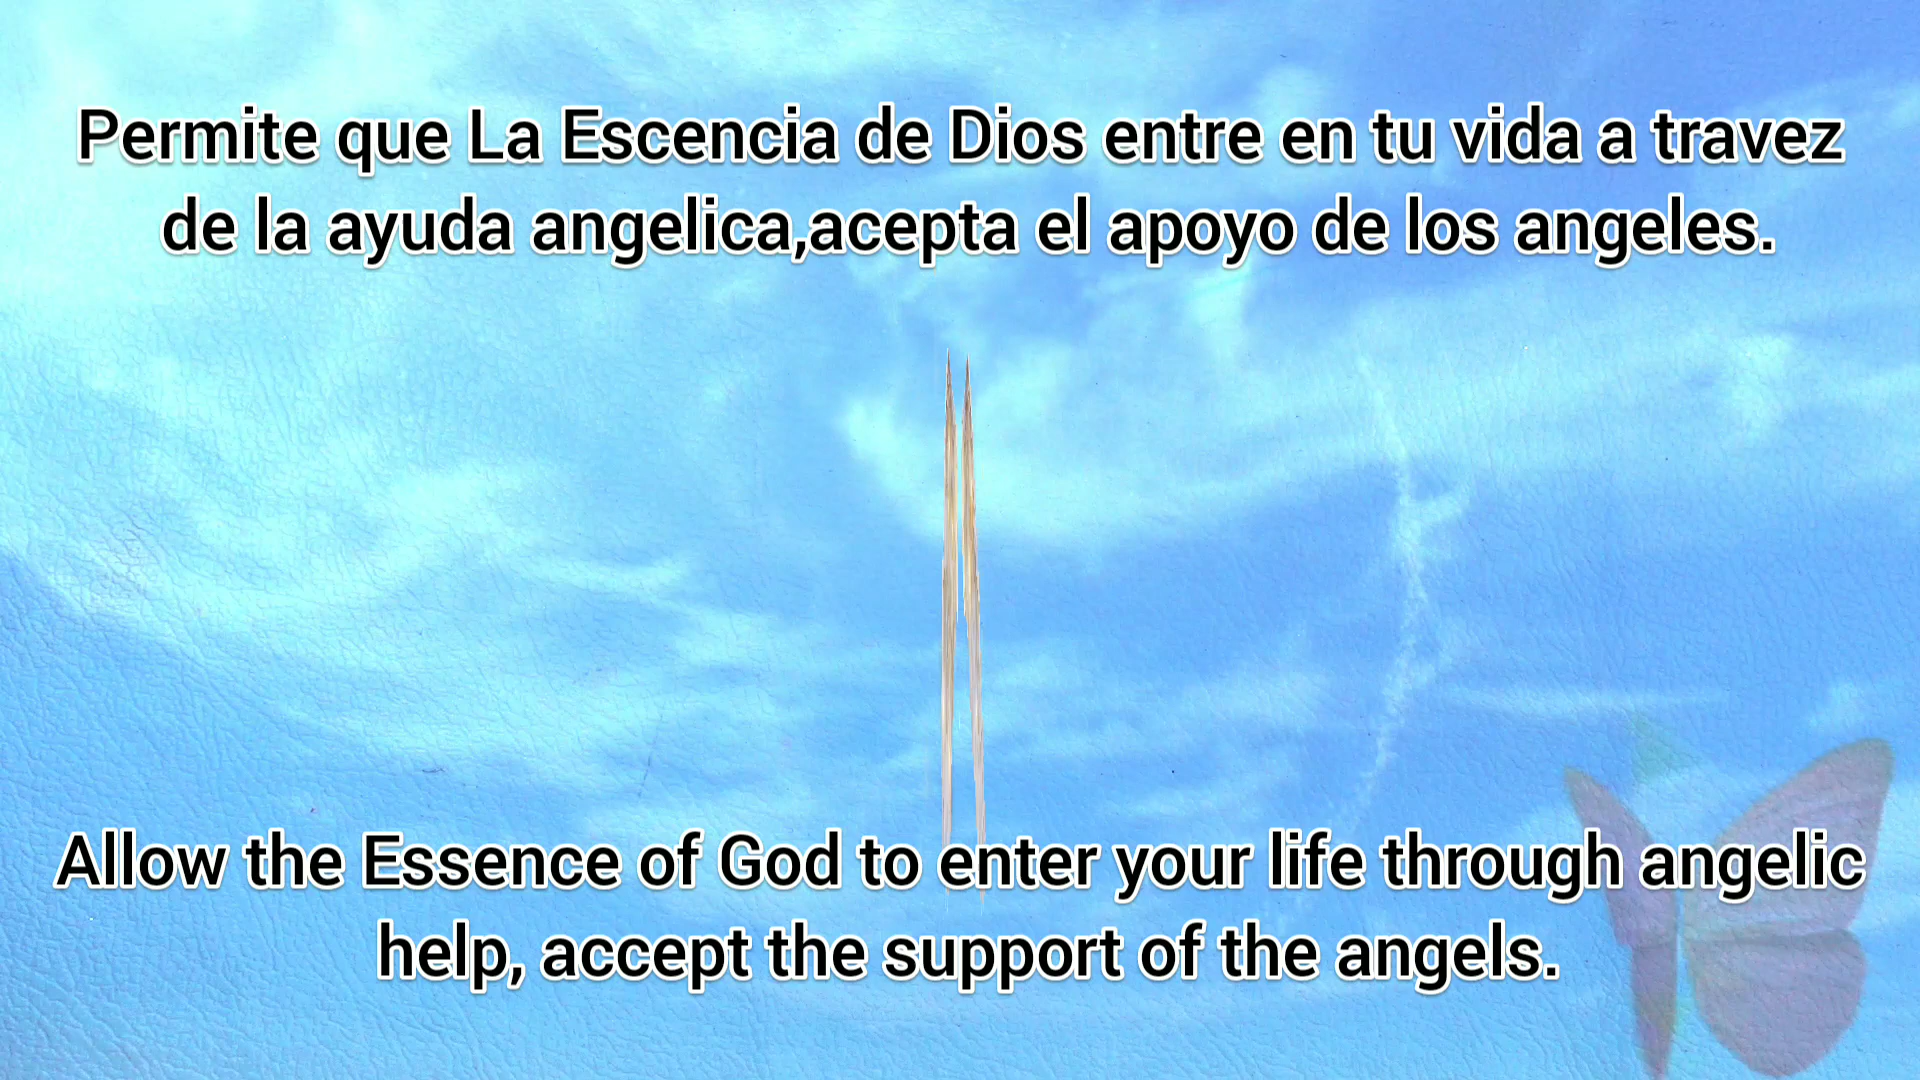 Permite que La Escencia de Dios entre en tu vida a travez
de la ayuda angelica,acepta el apoyo de los angeles.
Allow the Essence of God to enter your life through angelic
help, accept the support of the angels.